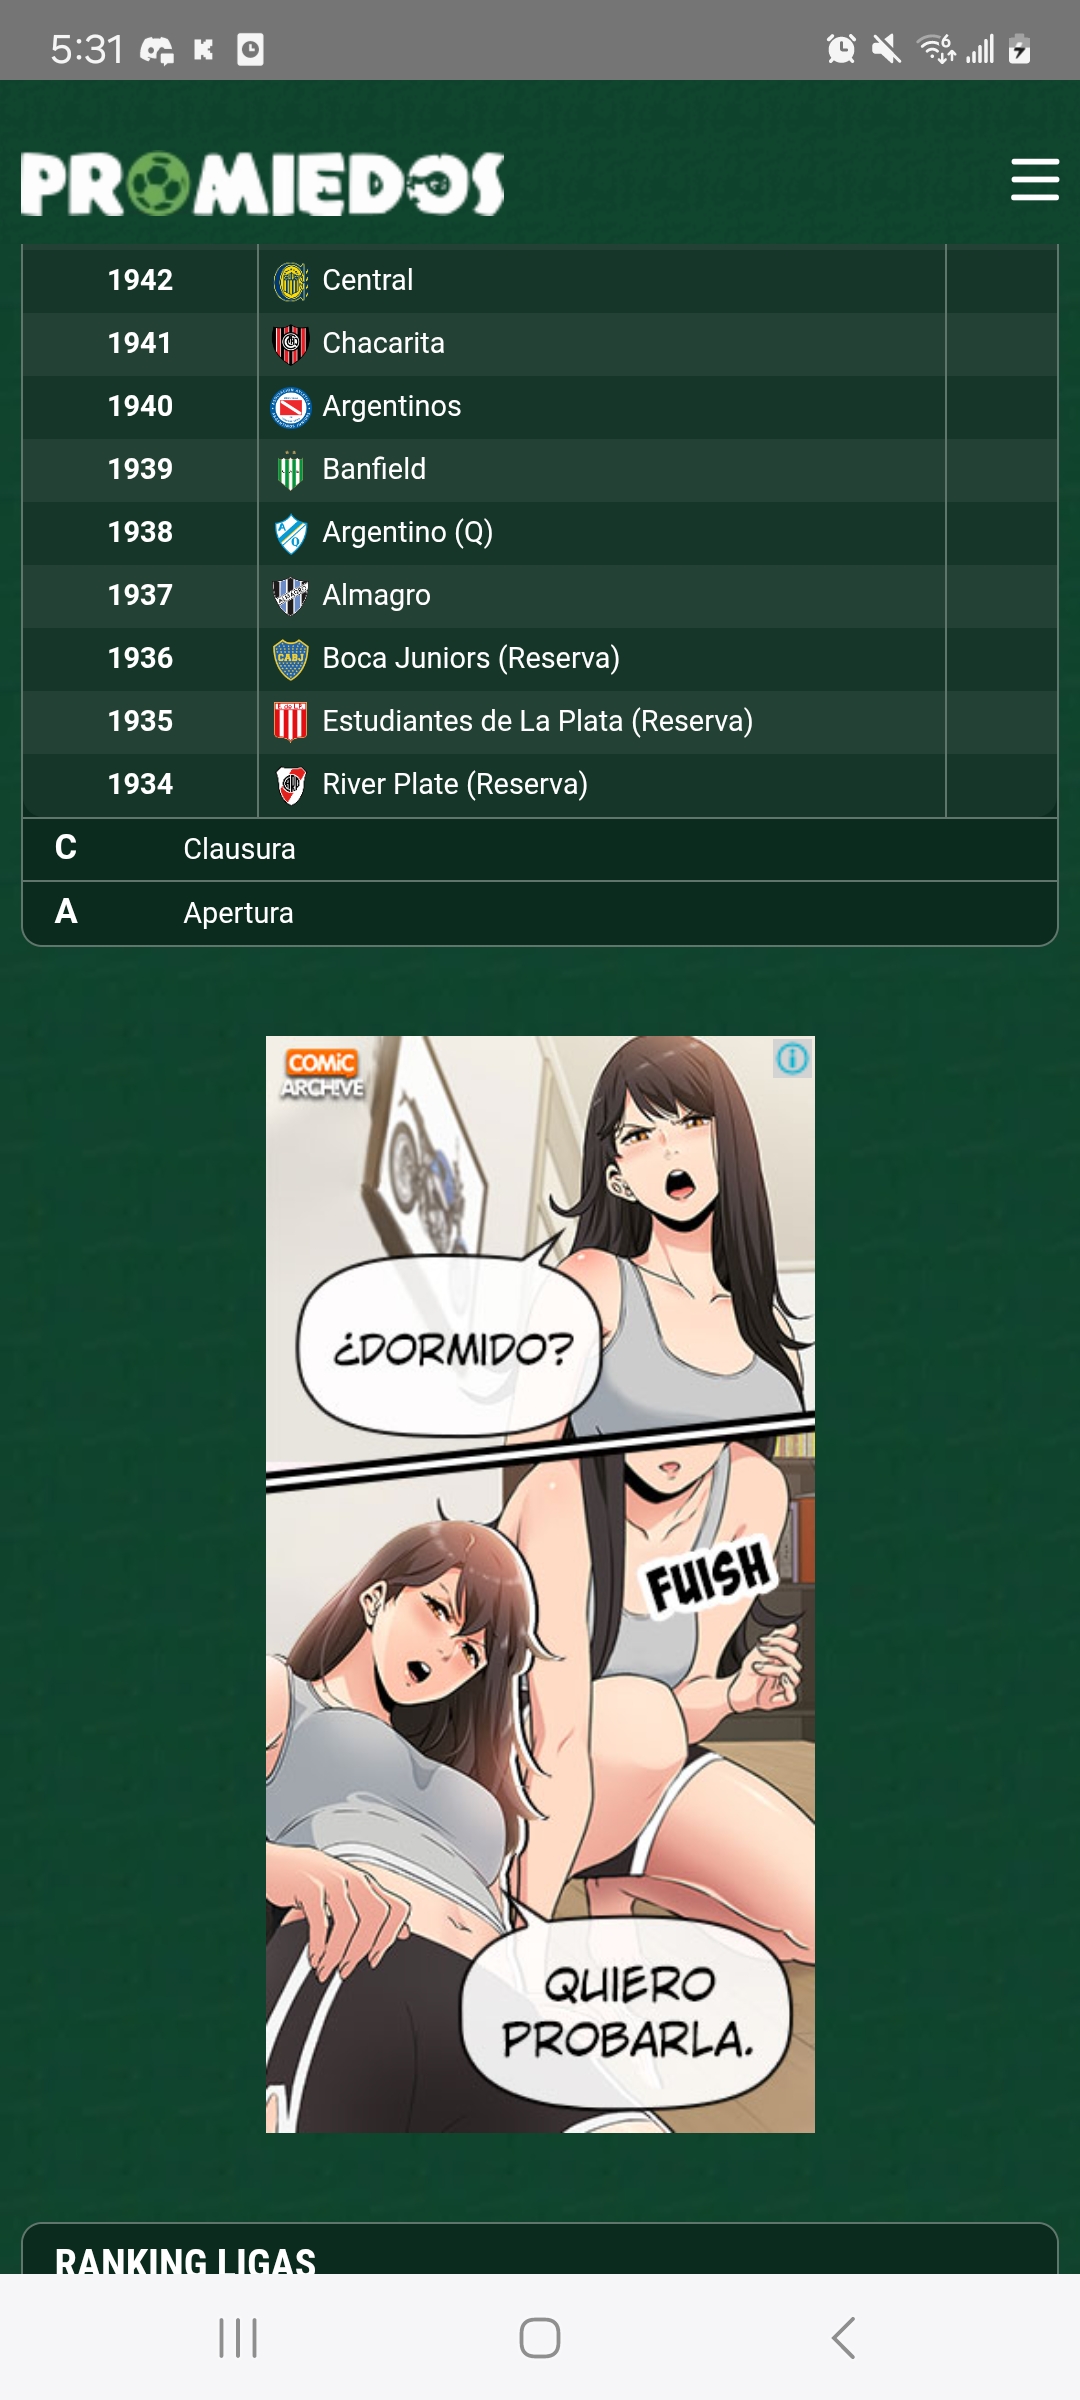 5:31
PROMIEDOS
1942 Central
1941 Chacarita
1940 Argentinos
1939 Banfield
1938 Argentino (Q)
1937 Almagro
1936 Boca Juniors (Reserva)
1935 Estudiantes de La Plata (Reserva)
1934 River Plate (Reserva)
C Clausura
A Apertura
COMIC
ARCHIVE
¿DORMIDO?
FUISH
QUIERO
PROBARLA.
RANKING LIGAS